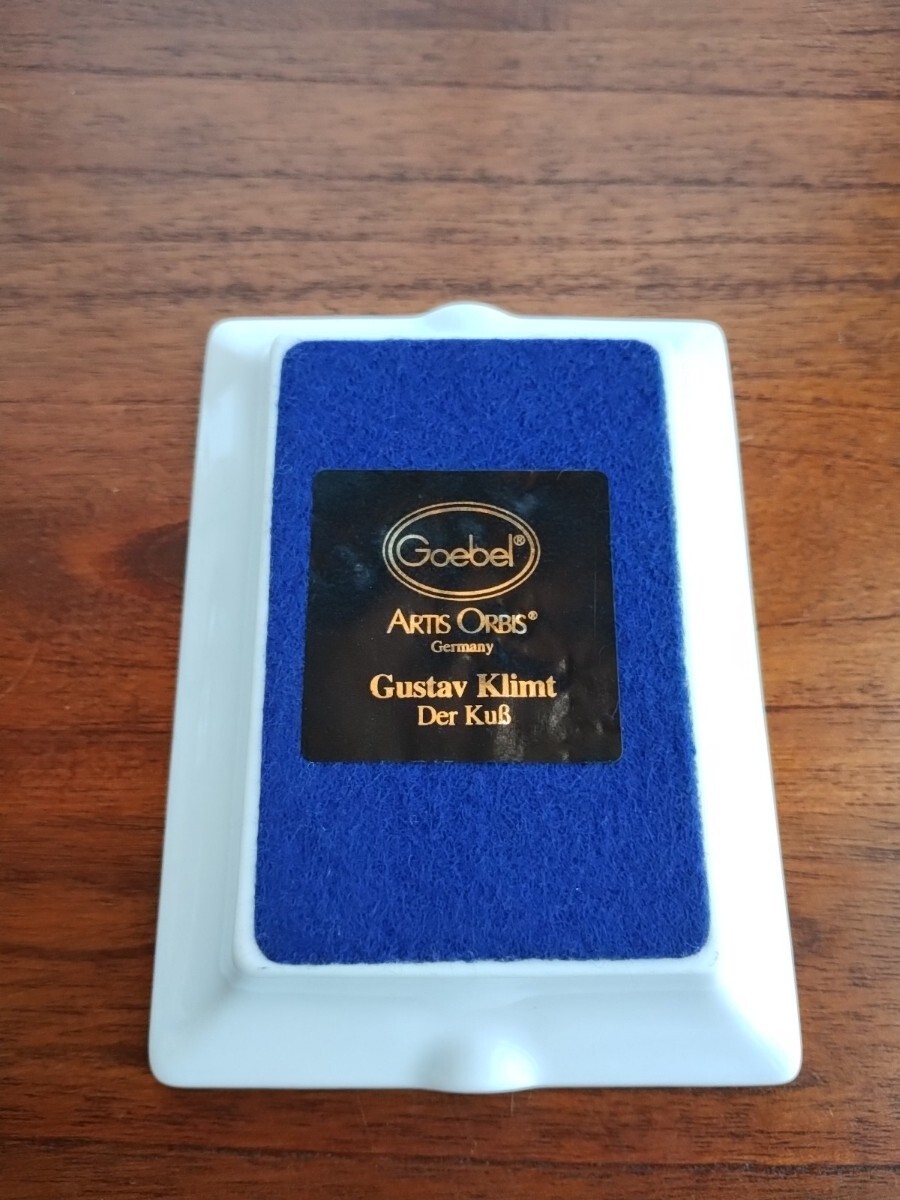 Goebel®
ARTIS ORBIS®
Germany
Gustav Klimt
Der Kuß